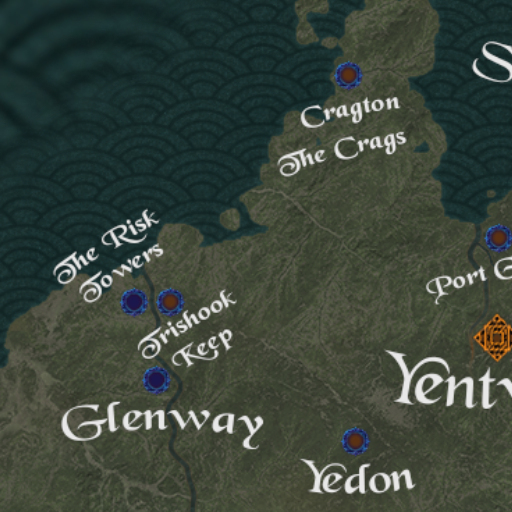 Cragton
The Crags
The Risk
Towers
Port
Trishook
Keep
Glenway
Yedon